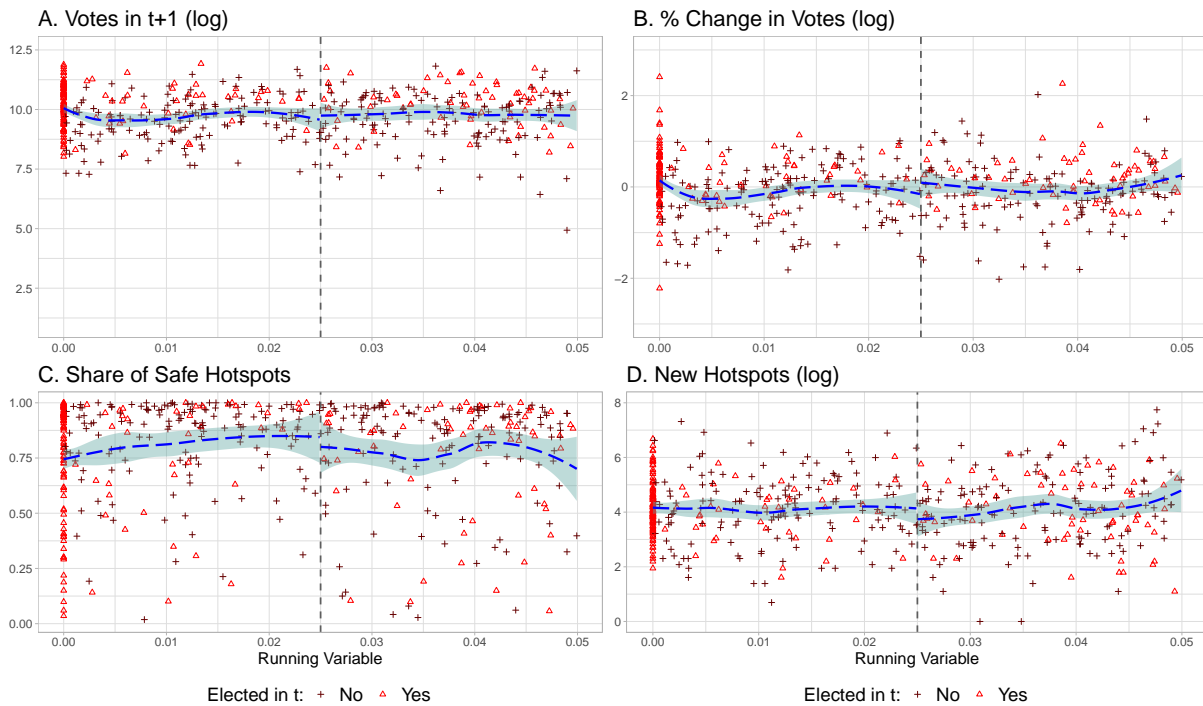 A. Votes in t+1 (log)
12.5
10.0
7.5
5.0
2.5
0.00 0.01 0.02 0.03 0.04 0.05
B. % Change in Votes (log)
2
0
−2
0.00 0.01 0.02 0.03 0.04 0.05
C. Share of Safe Hotspots
1.00
0.75
0.50
0.25
0.00
0.00 0.01 0.02 0.03 0.04 0.05
Running Variable
Elected in t: No Yes
D. New Hotspots (log)
8
6
4
2
0
0.00 0.01 0.02 0.03 0.04 0.05
Running Variable
Elected in t: No Yes